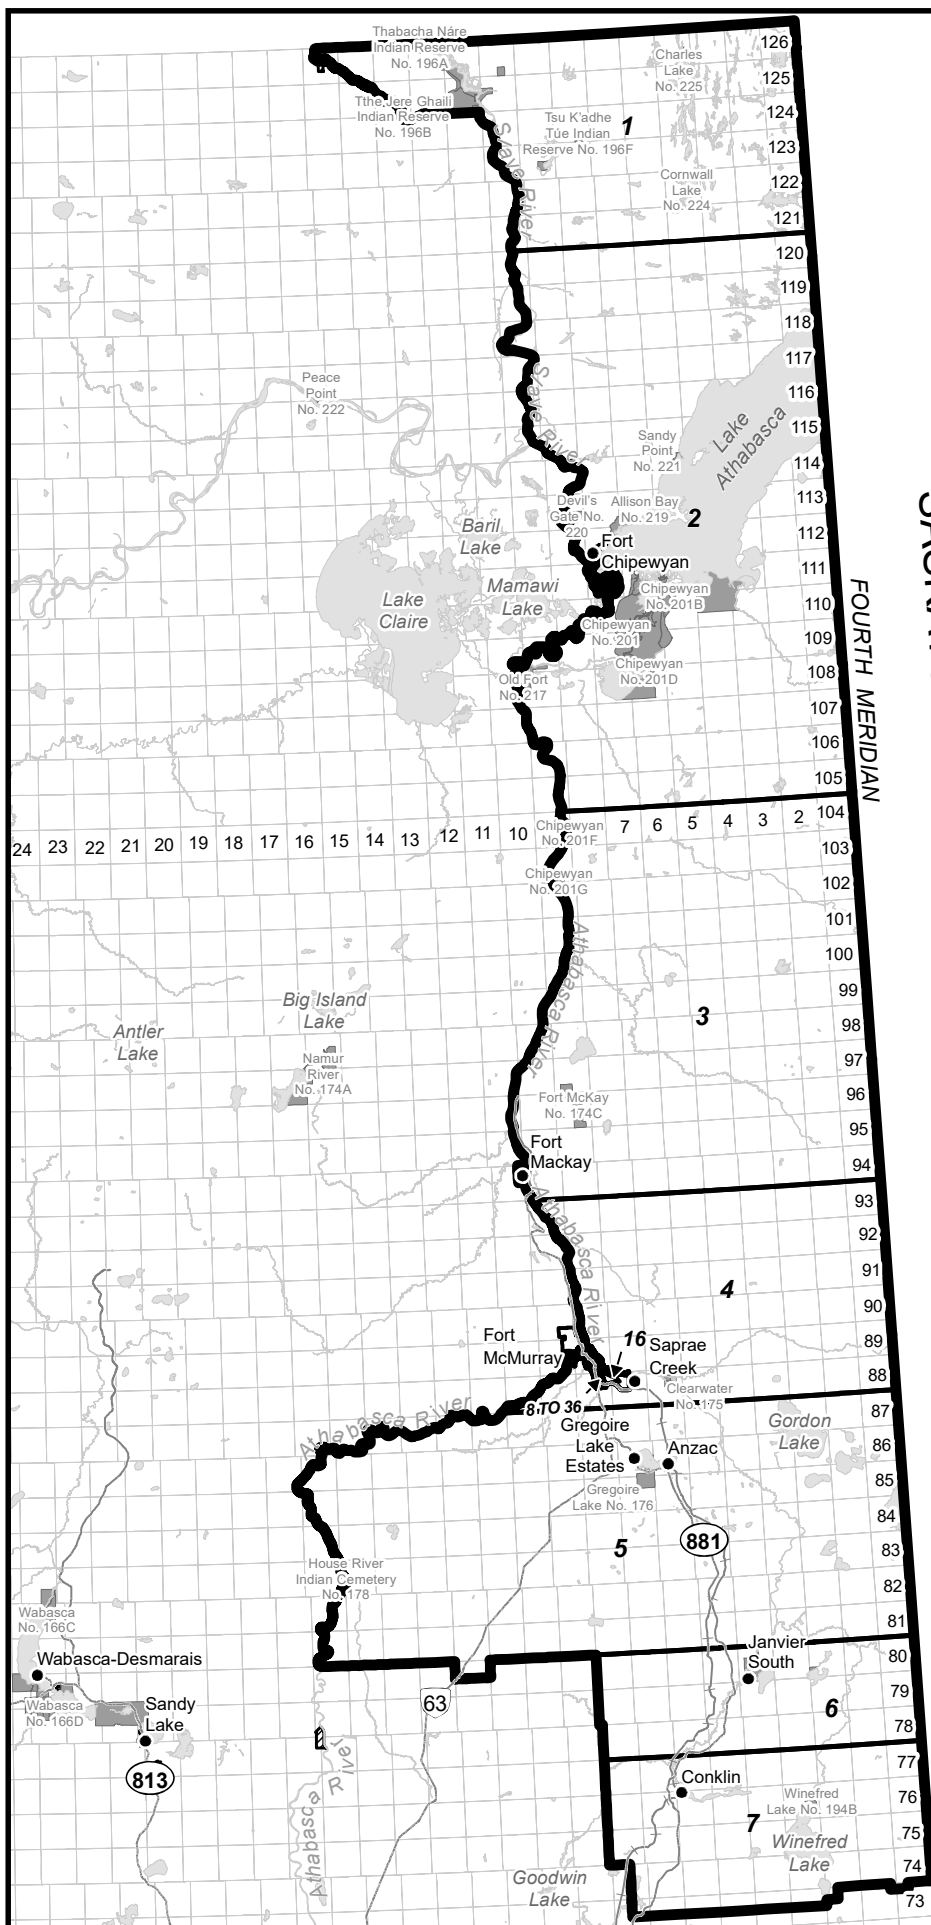 126
125
124
123
122
121
120
119
118
117
116
115
114
113
112
111
110
109
108
107
106
105
104
103
102
101
100
99
98
97
96
95
94
93
92
91
90
89
88
87
86
85
84
83
82
81
80
79
78
77
76
75
74
73
Thabacha Náre
Indian Reserve
No. 196A
Tthe Jere Ghaili
Indian Reserve
No. 196B
Charles
Lake
No. 225
Tsu K'adhe
Túe Indian
Reserve No. 196F
1
Cornwall
Lake
No. 224
Slave River
Peace
Point
No. 222
Slave River
Lake
Athabasca
Sandy
Point
No. 221
Devil's
Gate No.
220
Allison Bay
No. 219
2
Baril
Lake
Fort
Chipewyan
Mamawi
Lake
Lake
Claire
Chipewyan
No. 201B
Chipewyan
No. 201
Chipewyan
No. 201D
Old Fort
No. 217
FOURTH MERIDIAN
24 23 22 21 20 19 18 17 16 15 14 13 12 11 10 7 6 5 4 3 2
Chipewyan
No. 201F
Chipewyan
No. 201G
Athabasca River
Big Island
Lake
Antler
Lake
3
Namur
River
No. 174A
Fort McKay
No. 174C
Fort
Mackay
Athabasca River
4
Fort
McMurray
16
Saprae
Creek
Clearwater
No. 175
8 TO 36
Athabasca River
Gregoire
Lake
Estates
Anzac
Gordon
Lake
Gregoire
Lake No. 176
5
881
House River
Indian Cemetery
No. 178
Wabasca
No. 166C
Wabasca-Desmarais
Wabasca
No. 166D
Sandy
Lake
813
63
Janvier
South
6
Athabasca River
Conklin
Winefred
Lake No. 194B
7
Winefred
Lake
Goodwin
Lake